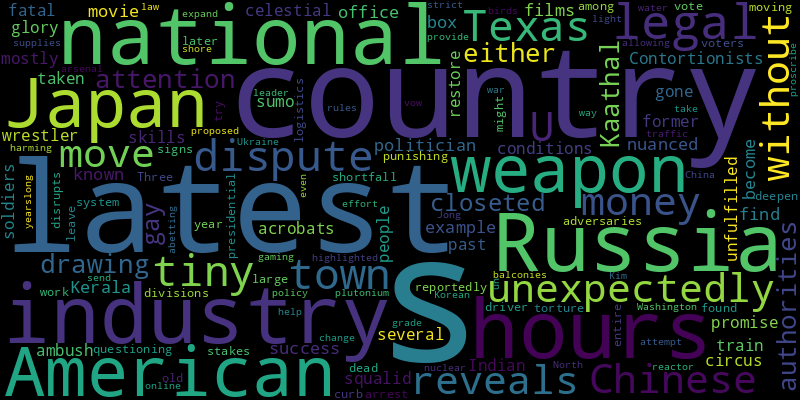 fatal movie law
celestial office expand films among strict birds water vote moving legal
glory national later shore box light
mostly supplies Texas provide allowing voters
taken attention either Contortionists
Japan arsenal country restore Kaathal gone take former proscribe without
leader sumo logistics war might way
wrestler skills try rules vow U traffic nuanced
harming signs proposed Ukraine politician conditions China
move dispute punishing weapon become
known Three shortfall closeted money deepen
soldiers yearslong disrupts latest even example find unfulfilled
system gay abetting year presidential effort people past adversaries
leave acrobats Jong Russia
drawing gaming highlighted balconies
Kerala tiny large town reportedly un Kim unexpectedly authorities
work divisions send policy plutonium Korean Washington
industry help S driver torture found promise
change several grade hours entire attempt train
ambush questioning stakes dead nuclear Indian North reactor circus
American old success squalid reveals Chinese
online curb arrest